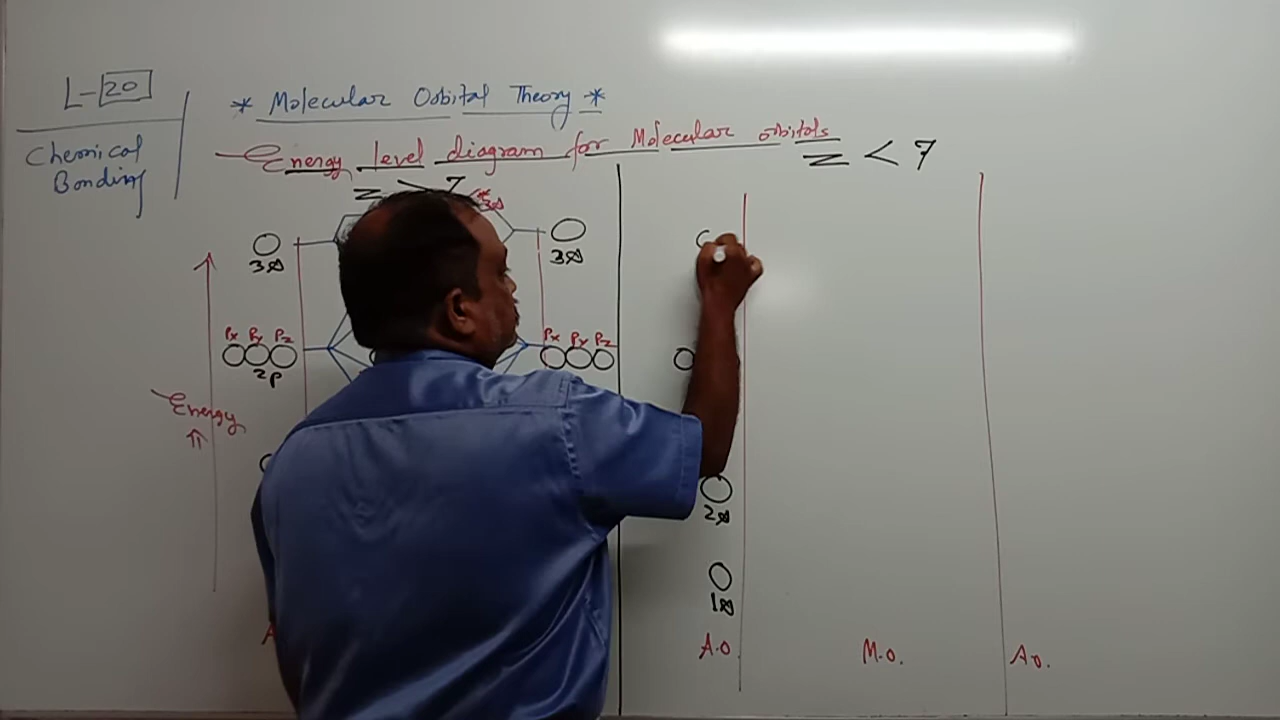 L-20
Chemical
Bonding
* Molecular Orbital Theory *
Energy level diagram for Molecular orbitals
Z > 7
Z < 7
3s
3s
Px Py Pz
2p
Px Py Pz
Energy
2s
1s
A.O
M.O.
A.O.